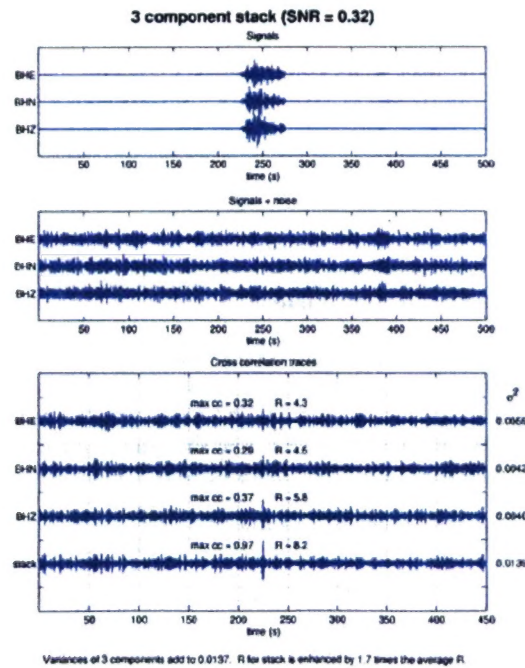 3 component stack (SNR = 0.32)
Signals
BHE
BHN
BHZ
50 100 150 200 250 300 350 400 450 500
time (s)
Signals + noise
BHE
BHN
BHZ
50 100 150 200 250 300 350 400 450 500
time (s)
Cross correlation traces
σ²
max cc = 0.32 R = 4.3
BHE
max cc = 0.29 R = 4.6
BHN 0.0042
max cc = 0.37 R = 5.8
BHZ 0.0040
max cc = 0.97 R = 8.2
stack
50 100 150 200 250 300 350 400 450
time (s)
Variances of 3 components add to 0.0137. R for stack is enhanced by 1.7 times the average R.